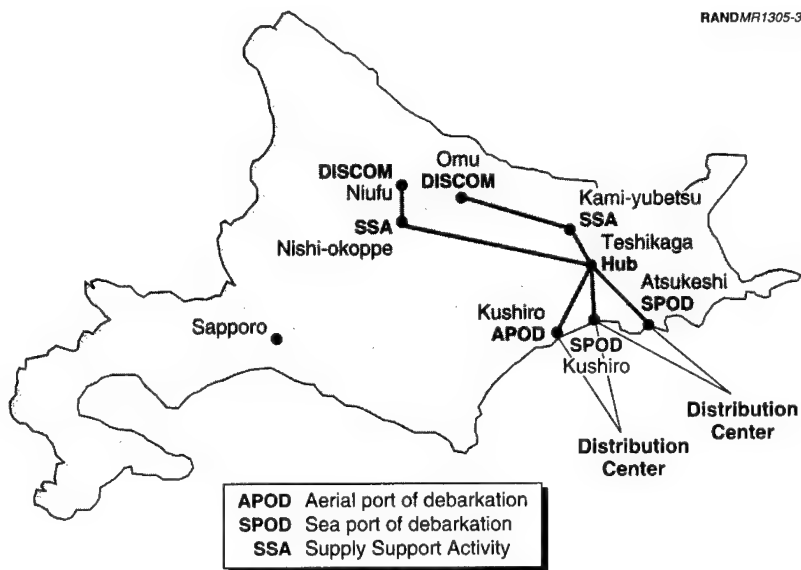 RANDMR1305-3
Omu
DISCOM
DISCOM
Niufu
Kami-yubetsu
SSA
SSA
Nishi-okoppe
Teshikaga
Hub
Atsukeshi
SPOD
Kushiro
APOD
Sapporo
SPOD
Kushiro
Distribution
Center
Distribution
Center
APOD Aerial port of debarkation
SPOD Sea port of debarkation
SSA Supply Support Activity